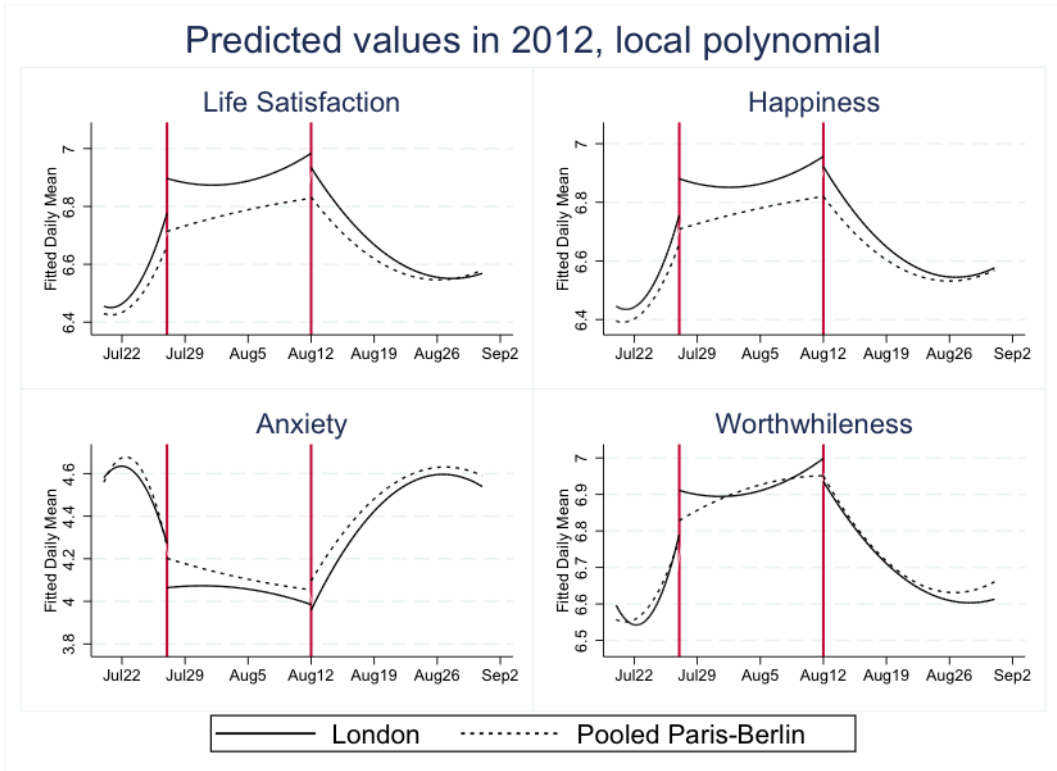 Predicted values in 2012, local polynomial
Life Satisfaction
Fitted Daily Mean
7
6.8
6.6
6.4
Jul22 Jul29 Aug5 Aug12 Aug19 Aug26 Sep2
Happiness
Fitted Daily Mean
7
6.8
6.6
6.4
Jul22 Jul29 Aug5 Aug12 Aug19 Aug26 Sep2
Anxiety
Fitted Daily Mean
4.6
4.4
4.2
4
3.8
Jul22 Jul29 Aug5 Aug12 Aug19 Aug26 Sep2
Worthwhileness
Fitted Daily Mean
7
6.9
6.8
6.7
6.6
6.5
Jul22 Jul29 Aug5 Aug12 Aug19 Aug26 Sep2
London Pooled Paris-Berlin